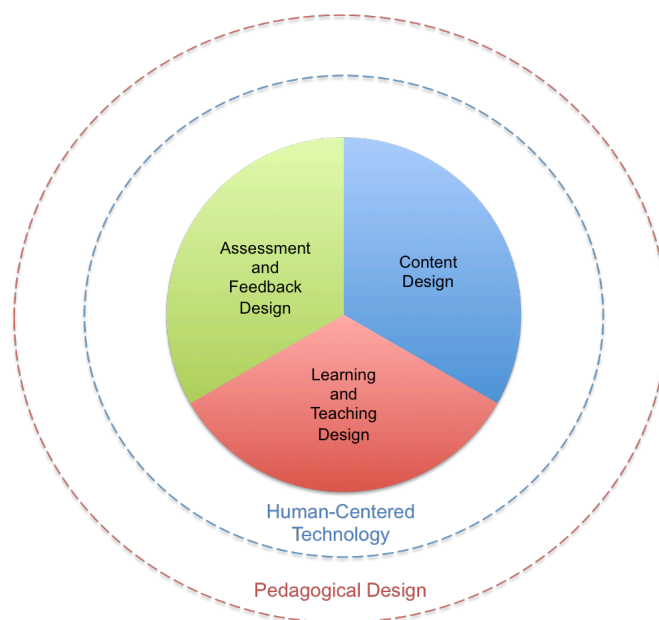 Assessment
and
Feedback
Design
Content
Design
Learning
and
Teaching
Design
Human-Centered
Technology
Pedagogical Design